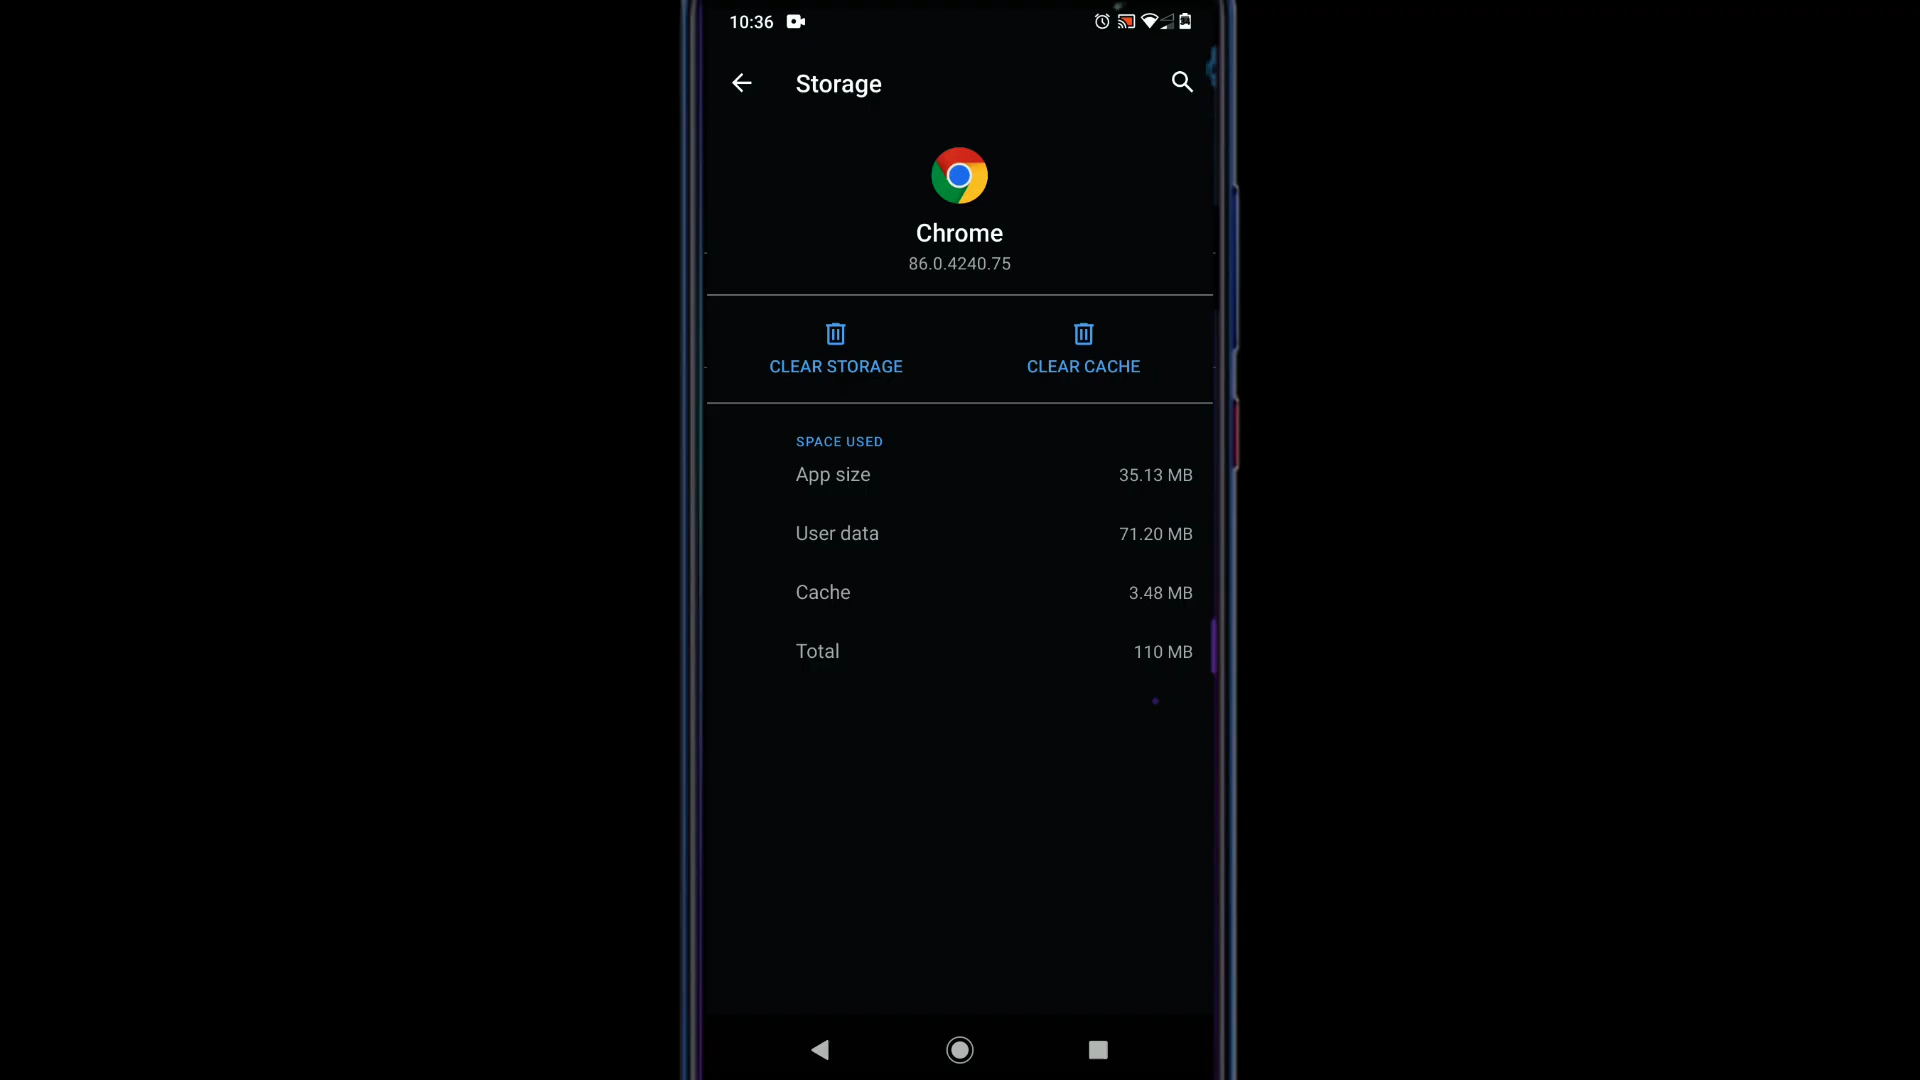 10:36
Storage
Chrome
86.0.4240.75
CLEAR STORAGE CLEAR CACHE
SPACE USED
App size 35.13 MB
User data 71.20 MB
Cache 3.48 MB
Total 110 MB